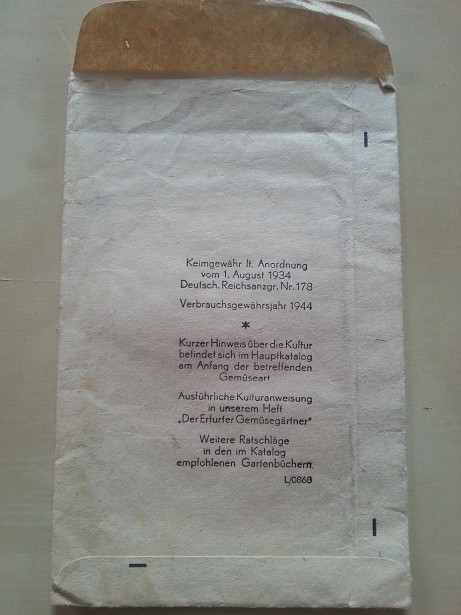 Keimgewähr lt. Anordnung
vom 1. August 1934
Deutsch. Reichsanzgr. Nr. 178
Verbrauchsgewährsjahr 1944
*
Kurzer Hinweis über die Kultur
befindet sich im Hauptkatalog
am Anfang der betreffenden
Gemüseart
Ausführliche Kulturanweisung
in unserem Heft
„Der Erfurter Gemüsegärtner"
Weitere Ratschläge
in den im Katalog
empfohlenen Gartenbüchern.
L/0868